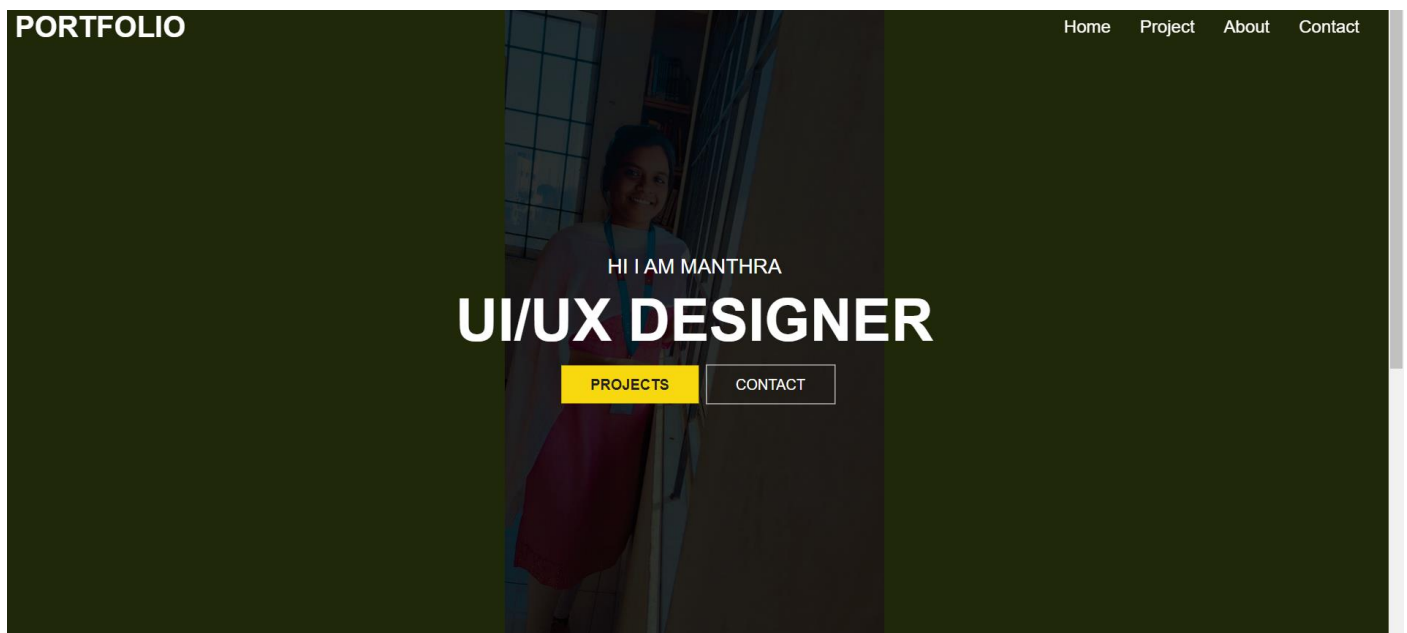 PORTFOLIO
Home Project About Contact
HI I AM MANTHRA
UI/UX DESIGNER
PROJECTS CONTACT